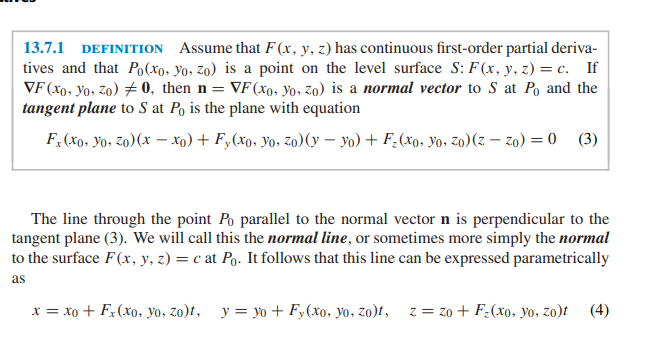 13.7.1 DEFINITION Assume that F(x, y, z) has continuous first-order partial deriva-
tives and that P₀(x₀, y₀, z₀) is a point on the level surface S: F(x, y, z) = c. If
∇F(x₀, y₀, z₀) ≠ 0, then n = ∇F(x₀, y₀, z₀) is a normal vector to S at P₀ and the
tangent plane to S at P₀ is the plane with equation
Fₓ(x₀, y₀, z₀)(x − x₀) + F_y(x₀, y₀, z₀)(y − y₀) + F_z(x₀, y₀, z₀)(z − z₀) = 0 (3)
The line through the point P₀ parallel to the normal vector n is perpendicular to the
tangent plane (3). We will call this the normal line, or sometimes more simply the normal
to the surface F(x, y, z) = c at P₀. It follows that this line can be expressed parametrically
as
x = x₀ + Fₓ(x₀, y₀, z₀)t, y = y₀ + F_y(x₀, y₀, z₀)t, z = z₀ + F_z(x₀, y₀, z₀)t (4)